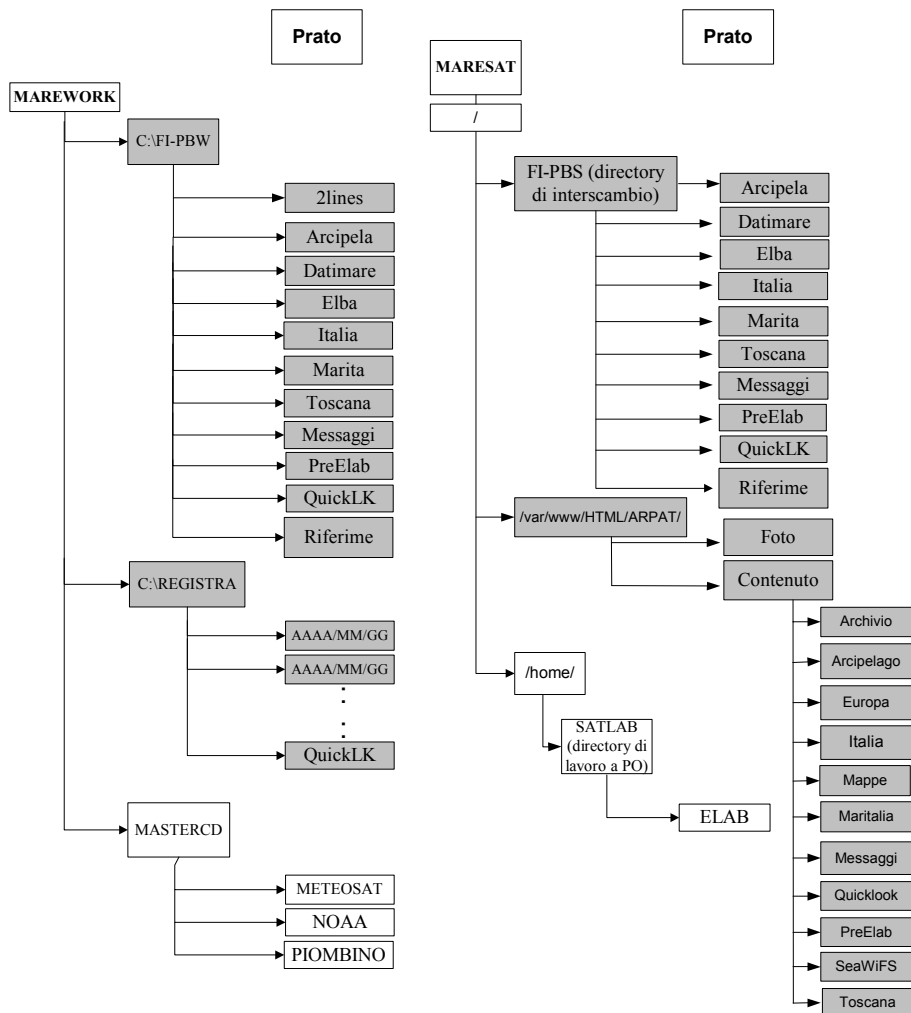 Prato
MAREWORK
C:\FI-PBW
2lines
Arcipela
Datimare
Elba
Italia
Marita
Toscana
Messaggi
PreElab
QuickLK
Riferime
C:\REGISTRA
AAAA/MM/GG
AAAA/MM/GG
QuickLK
MASTERCD
METEOSAT
NOAA
PIOMBINO
Prato
MARESAT
/
FI-PBS (directory
di interscambio)
Arcipela
Datimare
Elba
Italia
Marita
Toscana
Messaggi
PreElab
QuickLK
Riferime
/var/www/HTML/ARPAT/
Foto
Contenuto
Archivio
Arcipelago
Europa
Italia
Mappe
Maritalia
Messaggi
Quicklook
PreElab
SeaWiFS
Toscana
/home/
SATLAB
(directory di
lavoro a PO)
ELAB